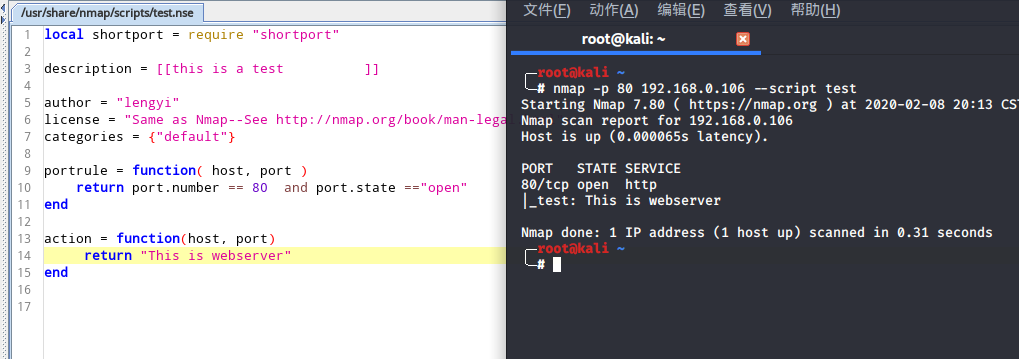 /usr/share/nmap/scripts/test.nse
1 local shortport = require "shortport"
2
3 description = [[this is a test          ]]
4
5 author = "lengyi"
6 license = "Same as Nmap--See http://nmap.org/book/man-lega
7 categories = {"default"}
8
9 portrule = function( host, port )
10     return port.number == 80  and port.state =="open"
11 end
12
13 action = function(host, port)
14      return "This is webserver"
15 end
16
17
文件(F) 动作(A) 编辑(E) 查看(V) 帮助(H)
root@kali: ~
root@kali ~
# nmap -p 80 192.168.0.106 --script test
Starting Nmap 7.80 ( https://nmap.org ) at 2020-02-08 20:13 CST
Nmap scan report for 192.168.0.106
Host is up (0.000065s latency).
PORT   STATE SERVICE
80/tcp open  http
|_test: This is webserver
Nmap done: 1 IP address (1 host up) scanned in 0.31 seconds
root@kali ~
#